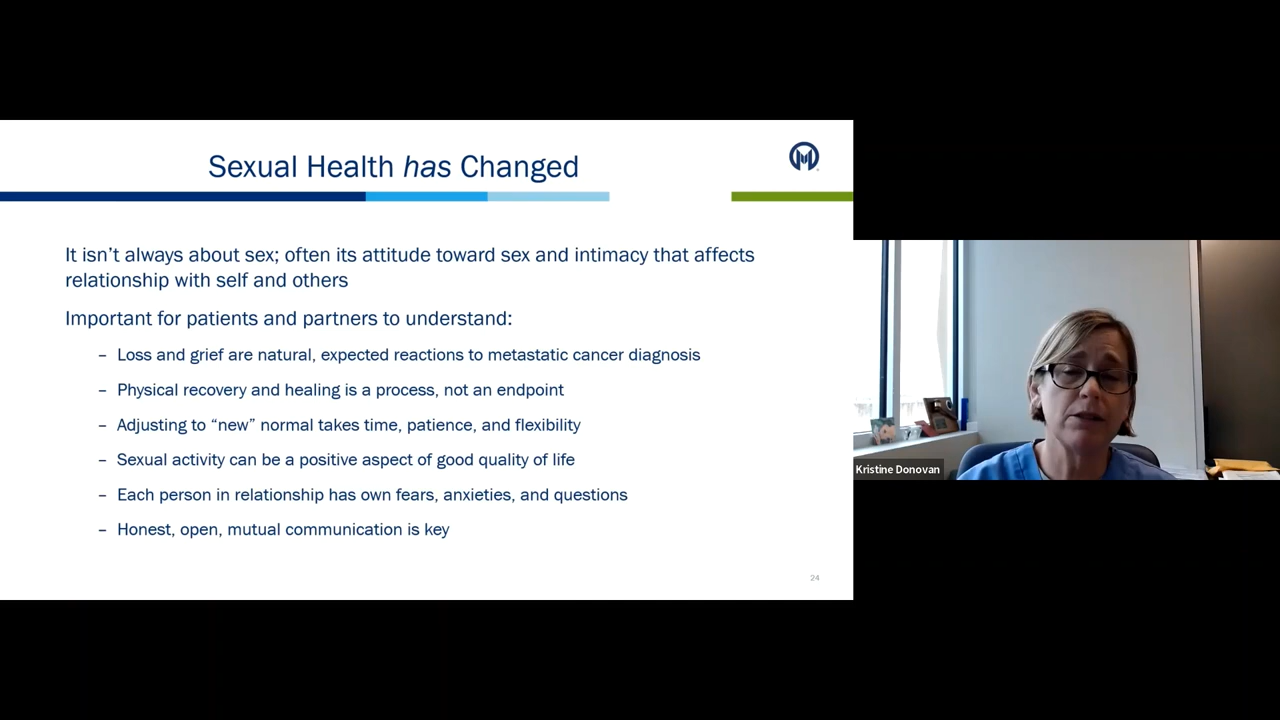 Sexual Health has Changed
It isn't always about sex; often its attitude toward sex and intimacy that affects
relationship with self and others
Important for patients and partners to understand:
– Loss and grief are natural, expected reactions to metastatic cancer diagnosis
– Physical recovery and healing is a process, not an endpoint
– Adjusting to “new” normal takes time, patience, and flexibility
– Sexual activity can be a positive aspect of good quality of life
– Each person in relationship has own fears, anxieties, and questions
– Honest, open, mutual communication is key
24
Kristine Donovan